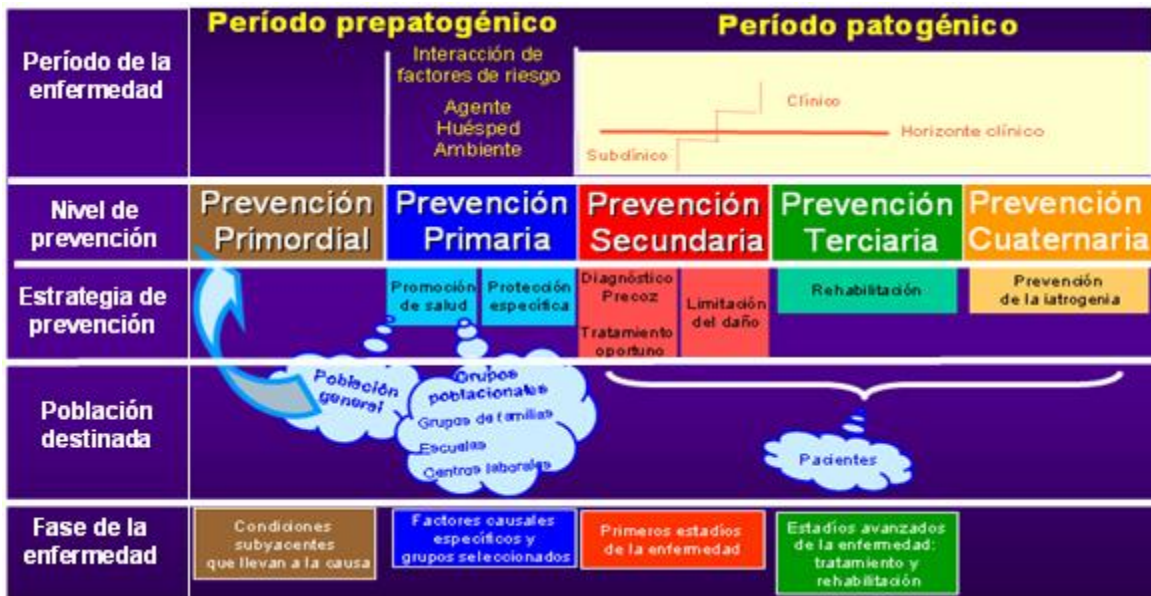 Período prepatogénico
Período patogénico
Período de la
enfermedad
Interacción de
factores de riesgo
Agente
Huésped
Ambiente
Clínico
Horizonte clínico
Subclínico
Nivel de
prevención
Prevención
Primordial
Prevención
Primaria
Prevención
Secundaria
Prevención
Terciaria
Prevención
Cuaternaria
Estrategia de
prevención
Promoción
de salud
Protección
específica
Diagnóstico
Precoz
Tratamiento
oportuno
Limitación
del daño
Rehabilitación
Prevención
de la iatrogenia
Población
destinada
Población
general
Grupos
poblacionales
Grupos de familias
Escuelas
Centros laborales
Pacientes
Fase de la
enfermedad
Condiciones
subyacentes
que llevan a la causa
Factores causales
específicos y
grupos seleccionados
Primeros estadíos
de la enfermedad
Estadíos avanzados
de la enfermedad:
tratamiento y
rehabilitación